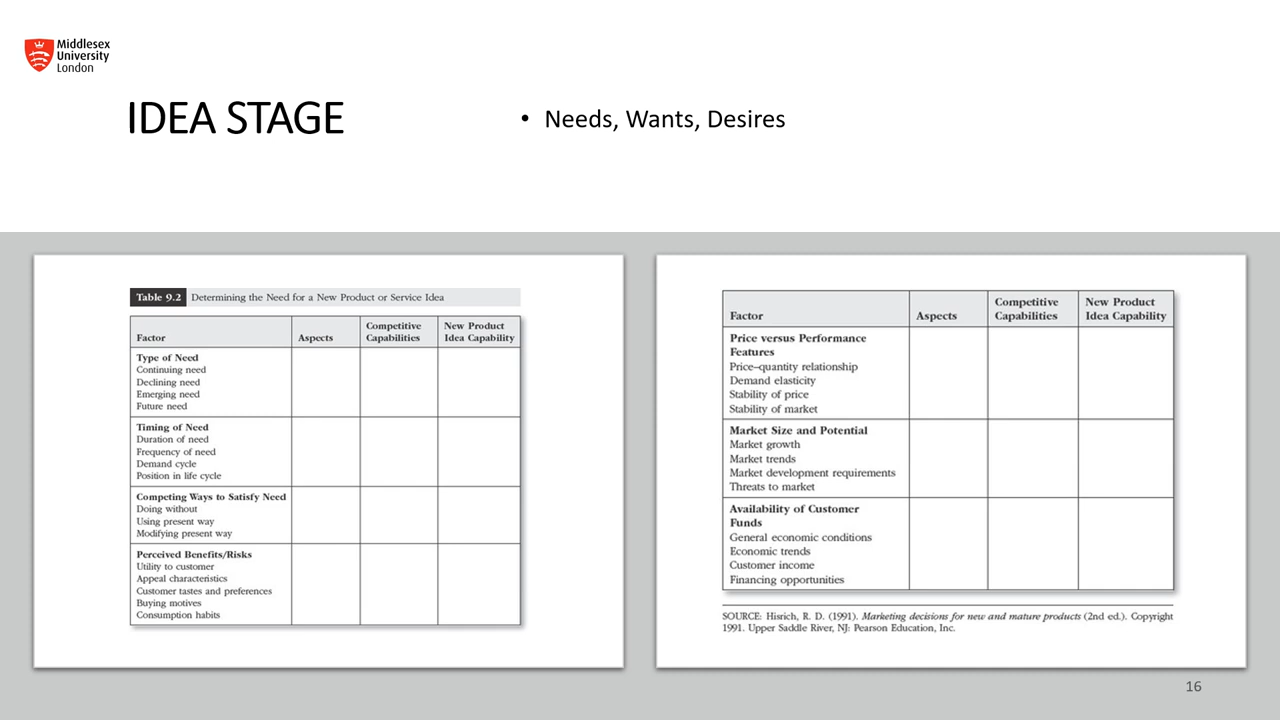 Middlesex
University
London
IDEA STAGE
• Needs, Wants, Desires
Table 9.2 Determining the Need for a New Product or Service Idea
Factor Aspects Competitive Capabilities New Product Idea Capability
Type of Need
Continuing need
Declining need
Emerging need
Future need
Timing of Need
Duration of need
Frequency of need
Demand cycle
Position in life cycle
Competing Ways to Satisfy Need
Doing without
Using present way
Modifying present way
Perceived Benefits/Risks
Utility to customer
Appeal characteristics
Customer tastes and preferences
Buying motives
Consumption habits
Factor Aspects Competitive Capabilities New Product Idea Capability
Price versus Performance
Features
Price–quantity relationship
Demand elasticity
Stability of price
Stability of market
Market Size and Potential
Market growth
Market trends
Market development requirements
Threats to market
Availability of Customer
Funds
General economic conditions
Economic trends
Customer income
Financing opportunities
SOURCE: Hisrich, R. D. (1991). Marketing decisions for new and mature products (2nd ed.). Copyright
1991. Upper Saddle River, NJ: Pearson Education, Inc.
16